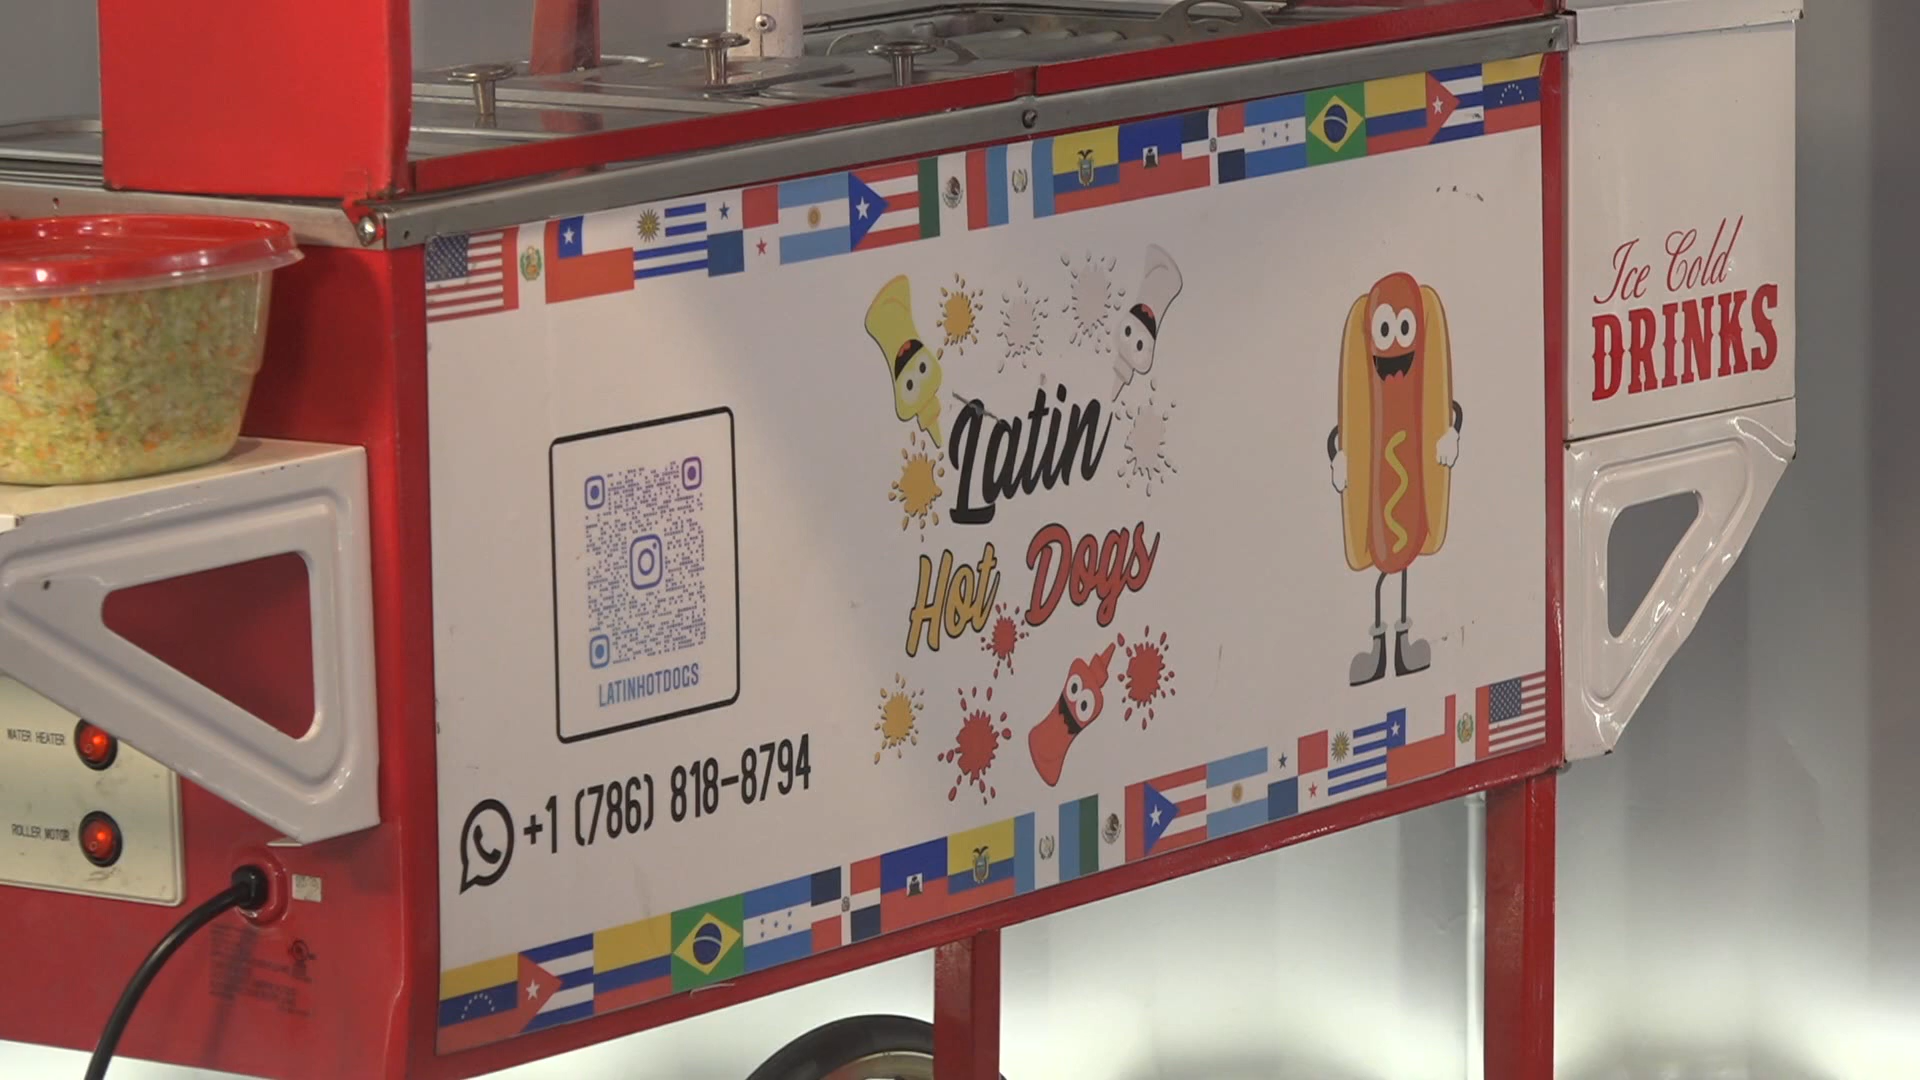 Ice Cold
DRINKS
Latin
Hot Dogs
LATINHOTDOGS
+1 (786) 818-8794
WATER HEATER
ROLLER MOTOR